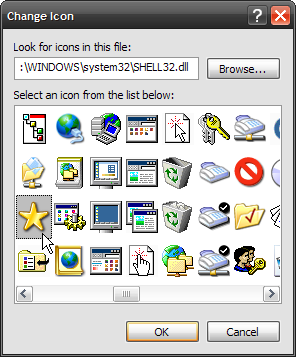 Change Icon
Look for icons in this file:
:\WINDOWS\system32\SHELL32.dll
Browse...
Select an icon from the list below:
OK
Cancel